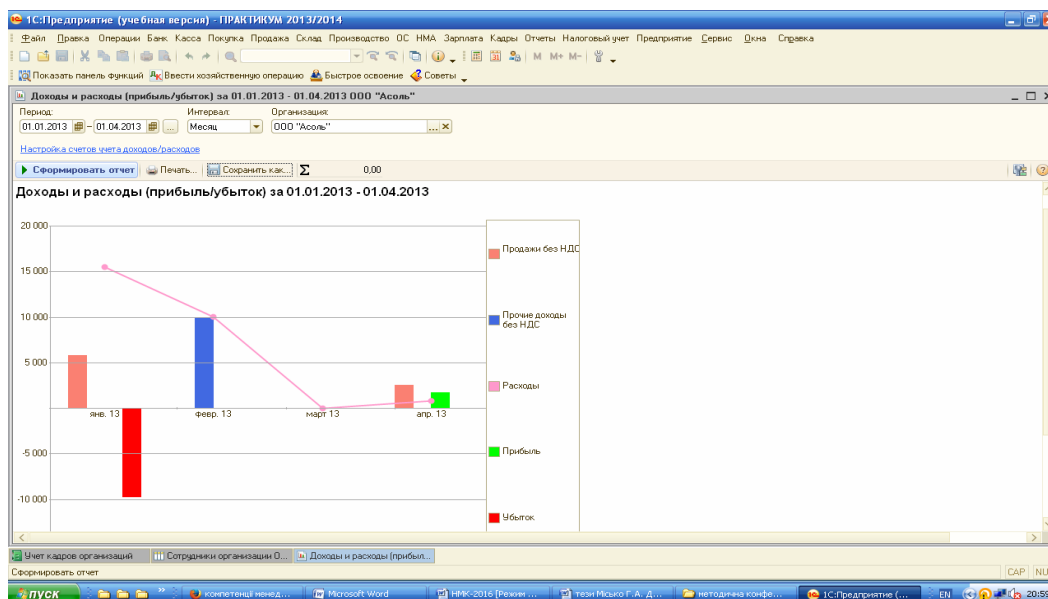 1С:Предприятие (учебная версия) - ПРАКТИКУМ 2013/2014
Файл Правка Операции Банк Касса Покупка Продажа Склад Производство ОС НМА Зарплата Кадры Отчеты Налоговый учет Предприятие Сервис Окна Справка
M M+ M-
Показать панель функций Ввести хозяйственную операцию Быстрое освоение Советы
Доходы и расходы (прибыль/убыток) за 01.01.2013 - 01.04.2013 ООО "Асоль"
Период: Интервал: Организация:
01.01.2013 – 01.04.2013 ... Месяц ООО "Асоль" ...
Настройка счетов учета доходов/расходов
Сформировать отчет Печать... Сохранить как... Σ 0,00
Доходы и расходы (прибыль/убыток) за 01.01.2013 - 01.04.2013
20 000
15 000
10 000
5 000
-5 000
-10 000
янв. 13 февр. 13 март 13 апр. 13
Продажи без НДС
Прочие доходы
без НДС
Расходы
Прибыль
Убыток
Учет кадров организаций Сотрудники организации О... Доходы и расходы (прибыл...
Сформировать отчет CAP NU
пуск » компетенції менед... Microsoft Word НМК-2016 [Режим ... тези Місько Г.А. Д... методична конфе... 1С:Предприятие (... EN 20:59